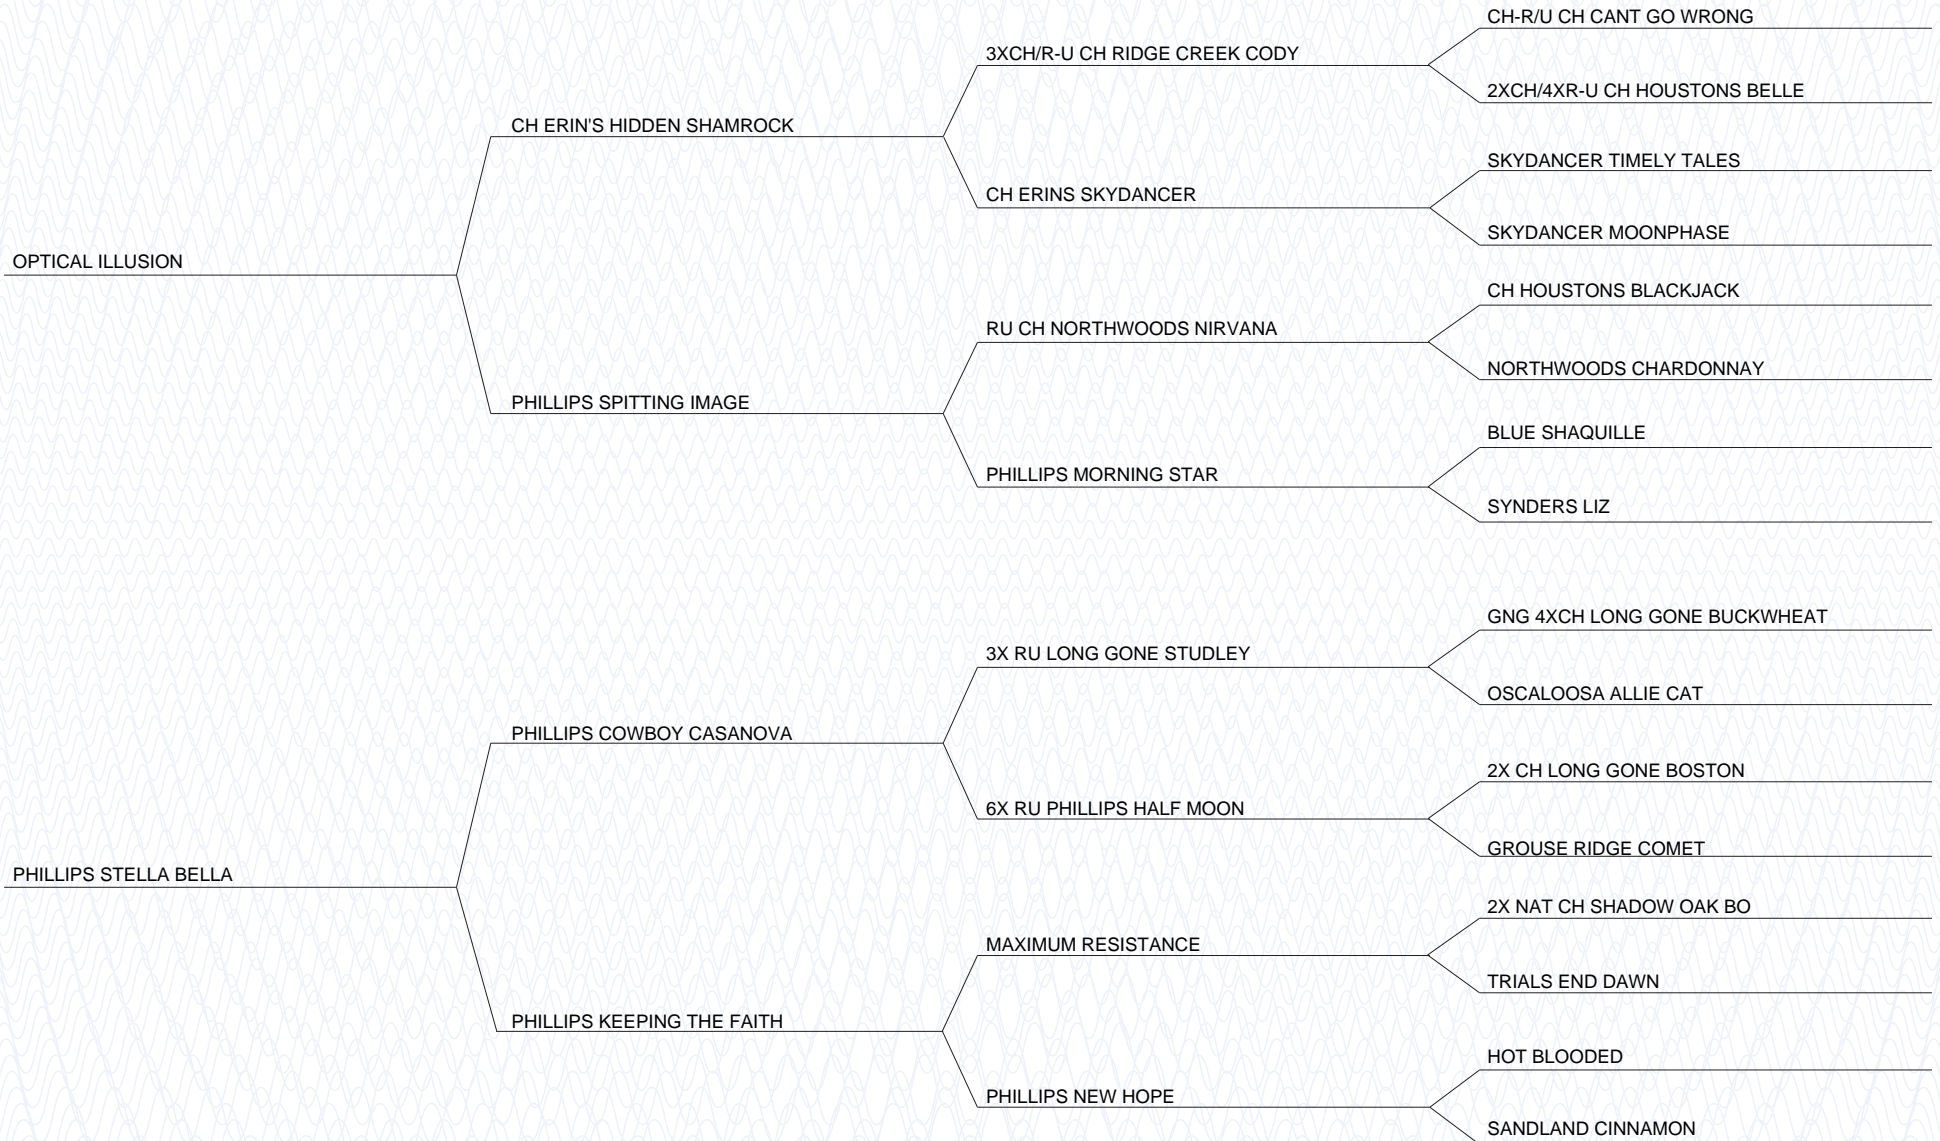 CH-R/U CH CANT GO WRONG
3XCH/R-U CH RIDGE CREEK CODY
2XCH/4XR-U CH HOUSTONS BELLE
CH ERIN'S HIDDEN SHAMROCK
SKYDANCER TIMELY TALES
CH ERINS SKYDANCER
SKYDANCER MOONPHASE
OPTICAL ILLUSION
CH HOUSTONS BLACKJACK
RU CH NORTHWOODS NIRVANA
NORTHWOODS CHARDONNAY
PHILLIPS SPITTING IMAGE
BLUE SHAQUILLE
PHILLIPS MORNING STAR
SYNDERS LIZ
GNG 4XCH LONG GONE BUCKWHEAT
3X RU LONG GONE STUDLEY
OSCALOOSA ALLIE CAT
PHILLIPS COWBOY CASANOVA
2X CH LONG GONE BOSTON
6X RU PHILLIPS HALF MOON
GROUSE RIDGE COMET
PHILLIPS STELLA BELLA
2X NAT CH SHADOW OAK BO
MAXIMUM RESISTANCE
TRIALS END DAWN
PHILLIPS KEEPING THE FAITH
HOT BLOODED
PHILLIPS NEW HOPE
SANDLAND CINNAMON